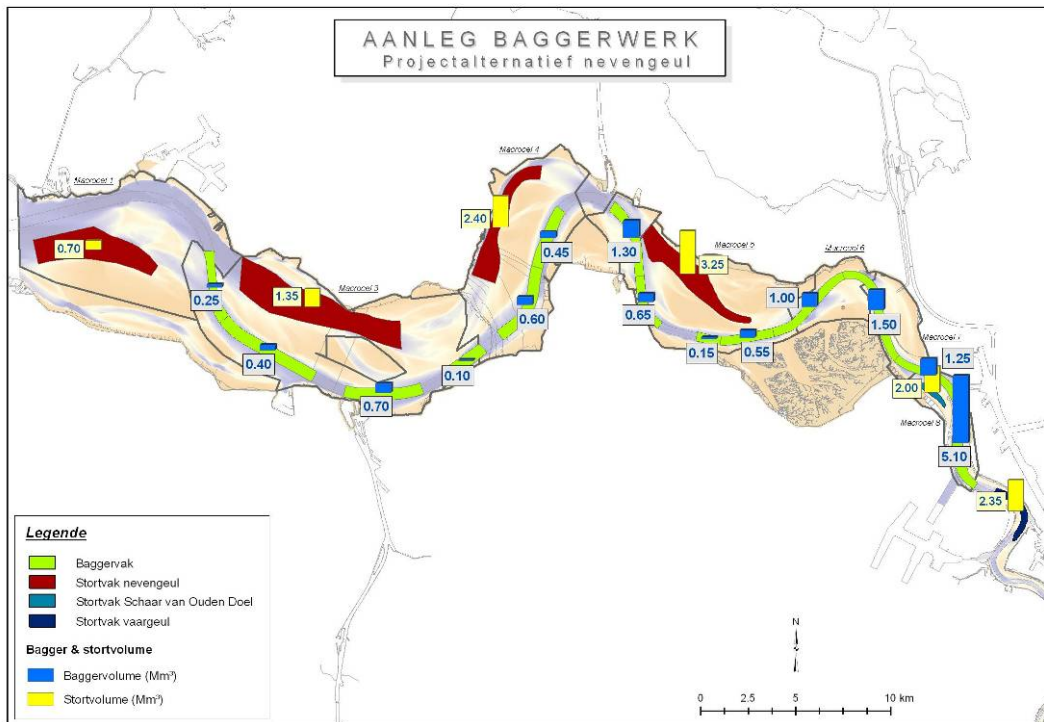 AANLEG BAGGERWERK
Projectalternatief nevengeul
Macrocel 4
Macrocel 1
2.40
0.70
0.45
1.30
Macrocel 5
3.25
Macrocel 6
0.25
1.35
Macrocel 3
0.60
0.65
1.00
1.50
0.15
0.55
0.40
0.10
0.70
Macrocel 7
1.25
2.00
Macrocel 8
5.10
2.35
Legende
Baggervak
Stortvak nevengeul
Stortvak Schaar van Ouden Doel
Stortvak vaargeul
Bagger & stortvolume
Baggervolume (Mm³)
Stortvolume (Mm³)
N
0 2.5 5 10 km